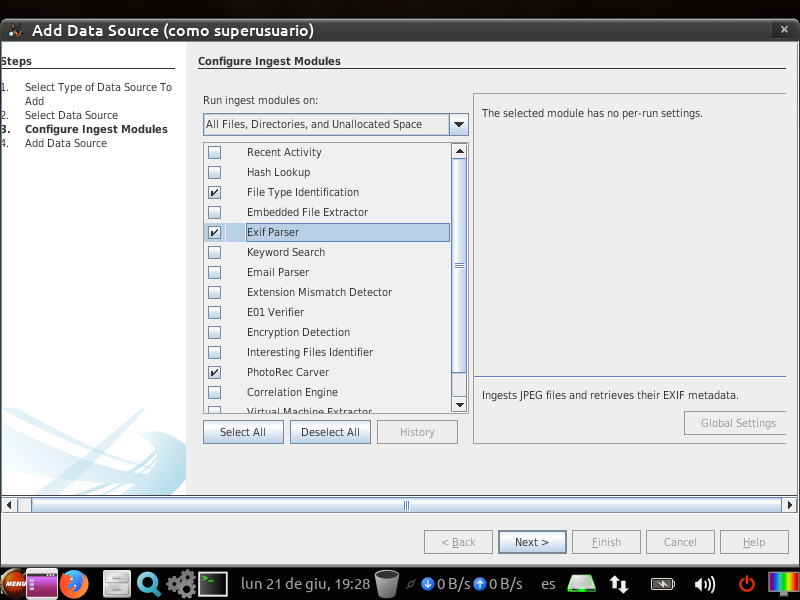 Add Data Source (como superusuario)
Steps
1. Select Type of Data Source To
Add
2. Select Data Source
3. Configure Ingest Modules
4. Add Data Source
Configure Ingest Modules
Run ingest modules on:
All Files, Directories, and Unallocated Space
Recent Activity
Hash Lookup
File Type Identification
Embedded File Extractor
Exif Parser
Keyword Search
Email Parser
Extension Mismatch Detector
E01 Verifier
Encryption Detection
Interesting Files Identifier
PhotoRec Carver
Correlation Engine
Virtual Machine Extractor
Select All
Deselect All
History
The selected module has no per-run settings.
Ingests JPEG files and retrieves their EXIF metadata.
Global Settings
< Back
Next >
Finish
Cancel
Help
MENU
lun 21 de giu, 19:28
0 B/s
0 B/s
es